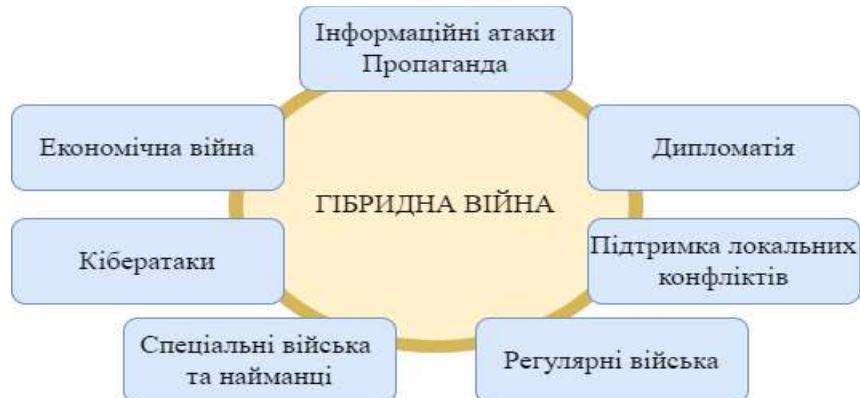 Інформаційні атаки
Пропаганда
Економічна війна
Дипломатія
ГІБРИДНА ВІЙНА
Кібератаки
Підтримка локальних
конфліктів
Спеціальні війська
та найманці
Регулярні війська